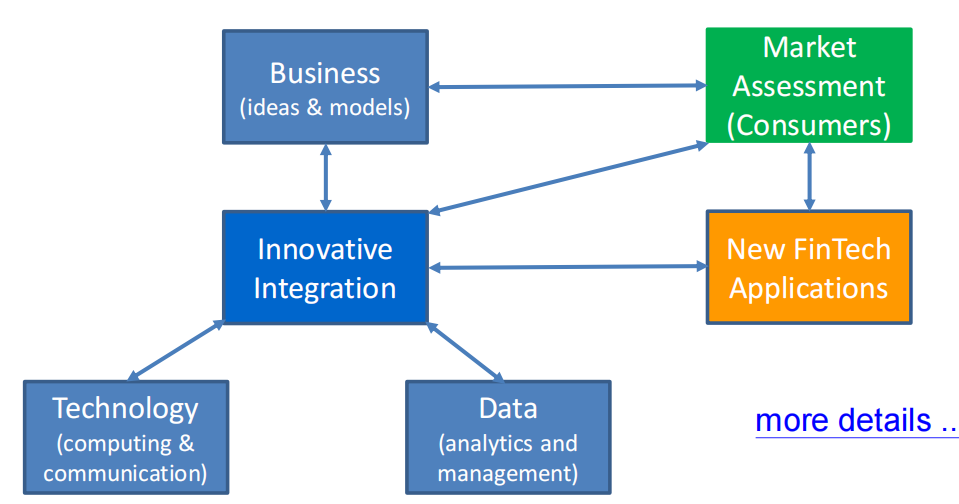 Business
(ideas & models)
Market
Assessment
(Consumers)
Innovative
Integration
New FinTech
Applications
Technology
(computing &
communication)
Data
(analytics and
management)
more details ..